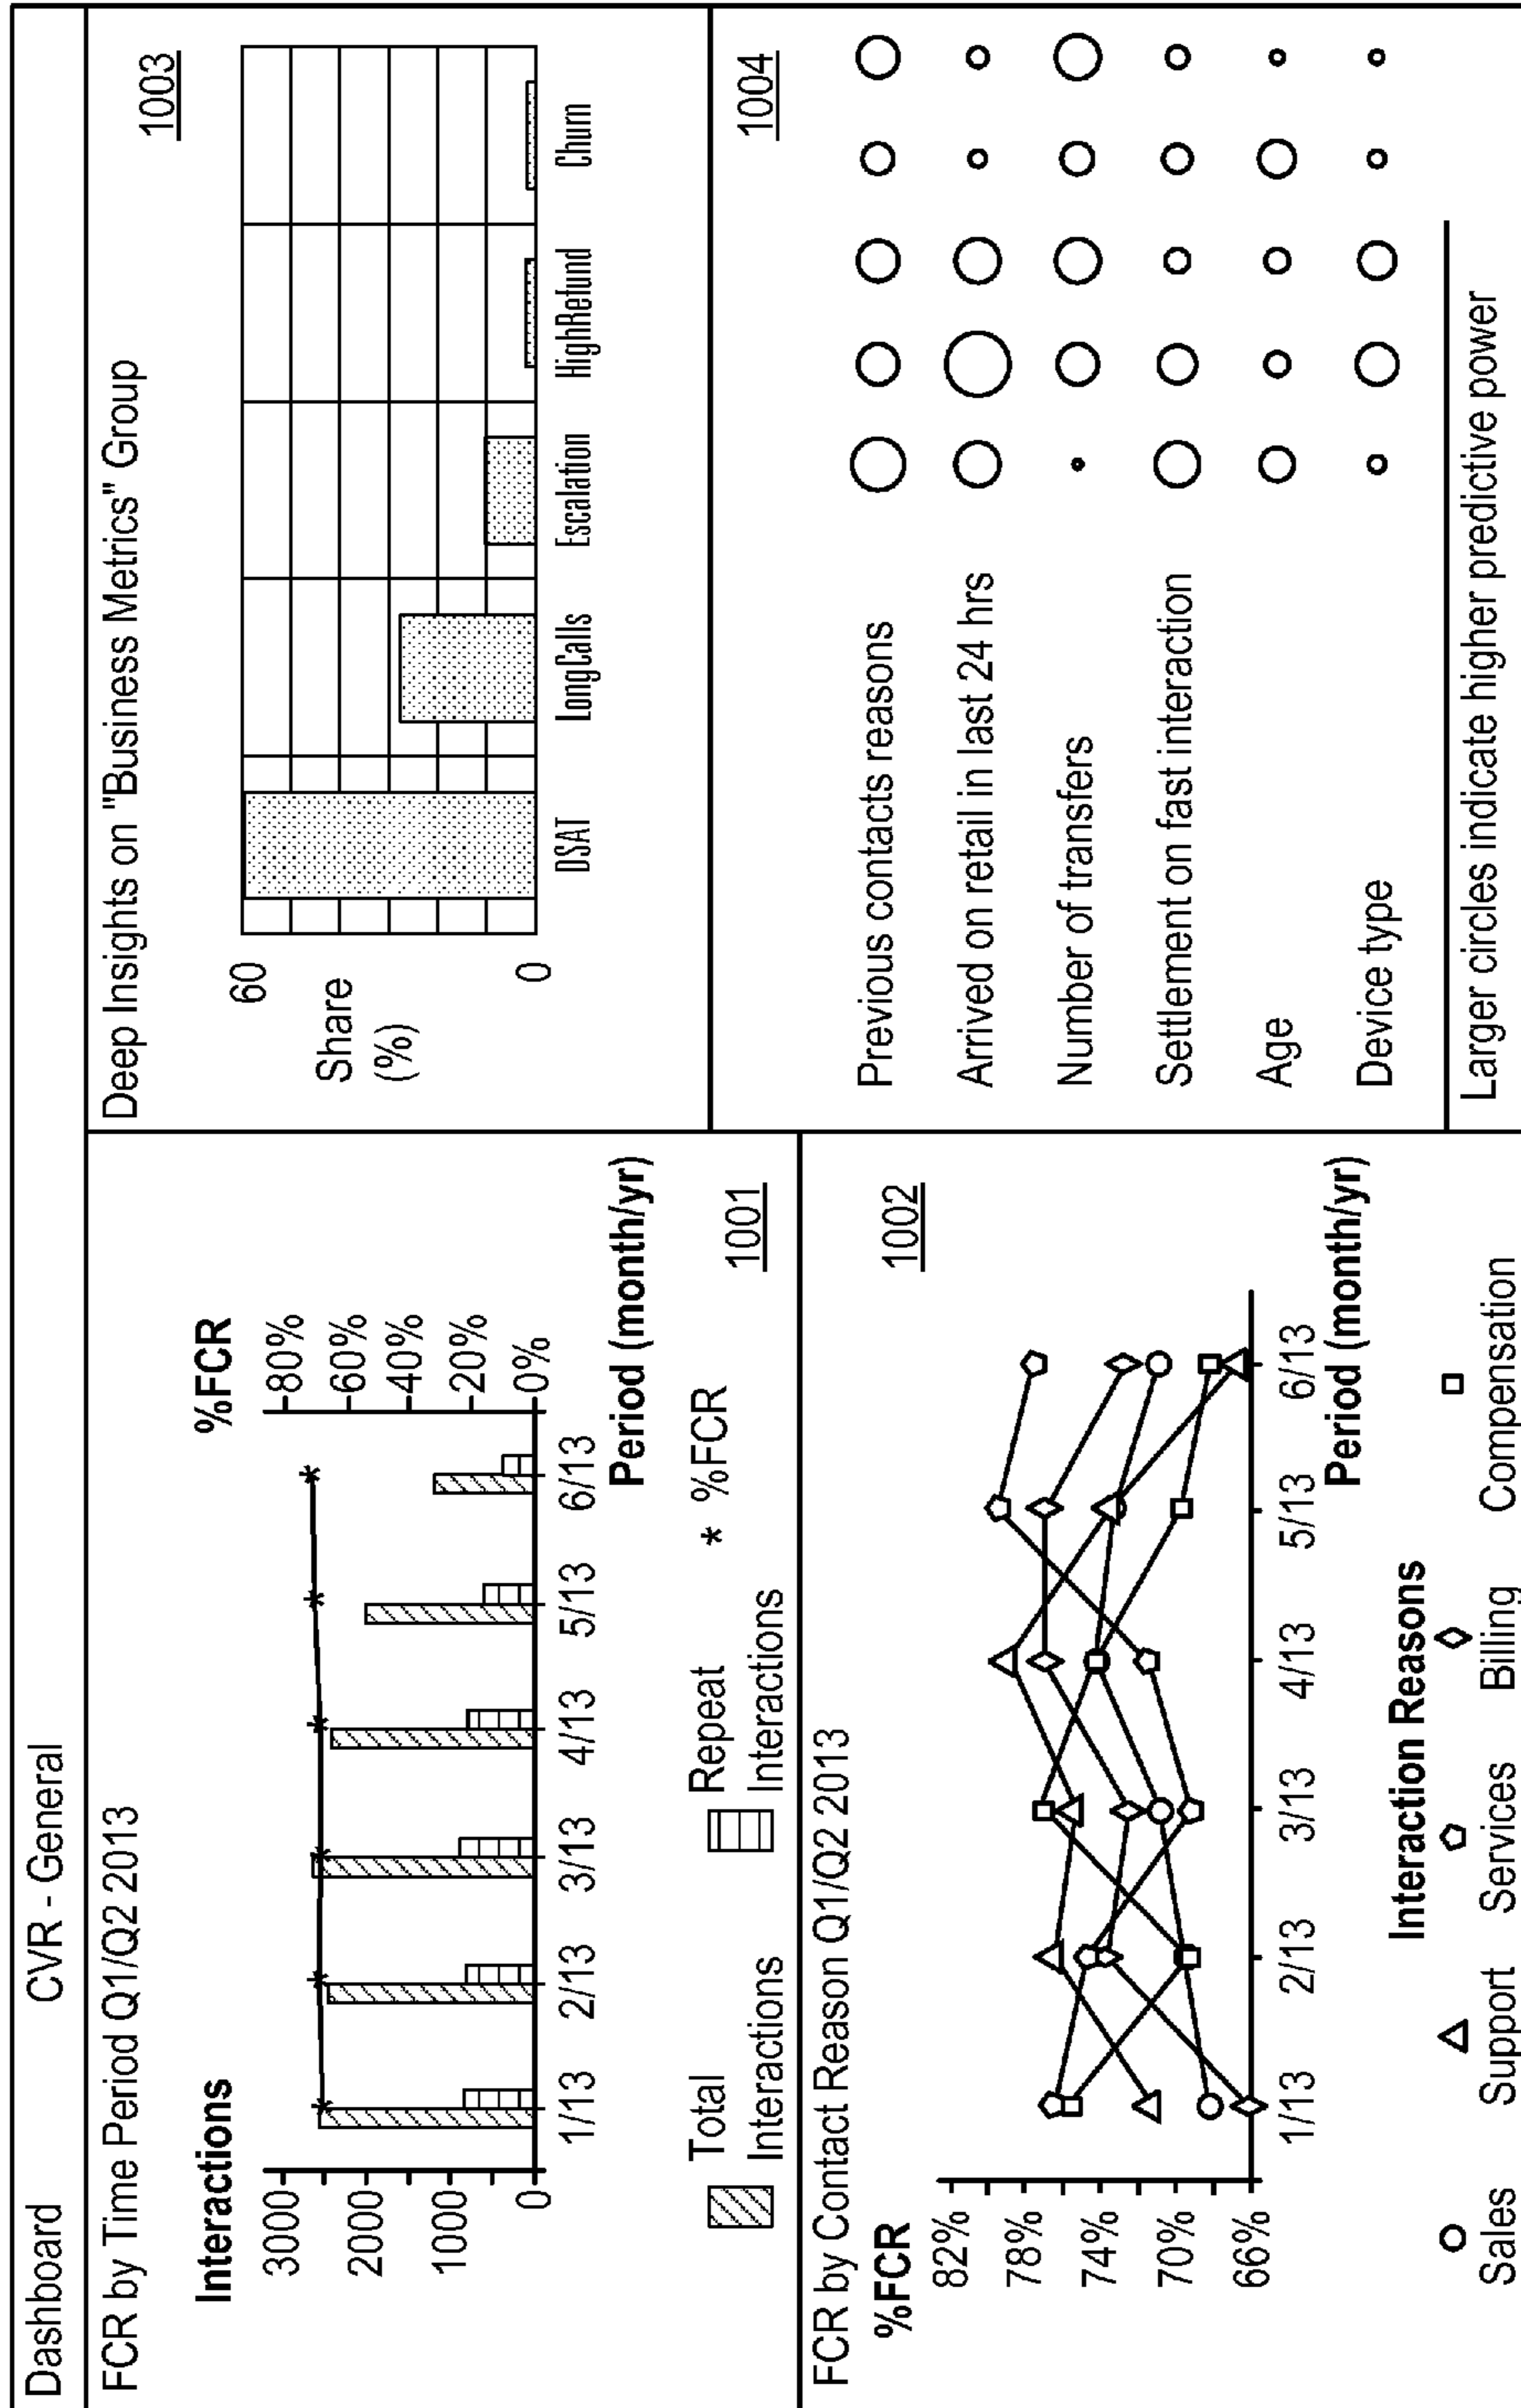 Dashboard CVR - General
FCR by Time Period Q1/Q2 2013
Interactions
%FCR
3000
2000
1000
0
80%
60%
40%
20%
0%
1/13 2/13 3/13 4/13 5/13 6/13
Period (month/yr)
Total Interactions
Repeat Interactions
* %FCR
1001
FCR by Contact Reason Q1/Q2 2013
1002
%FCR
82%
78%
74%
70%
66%
1/13 2/13 3/13 4/13 5/13 6/13
Period (month/yr)
Interaction Reasons
Sales Support Services Billing Compensation
Deep Insights on "Business Metrics" Group
1003
60
Share
(%)
0
DSAT LongCalls Escalation HighRefund Churn
1004
Previous contacts reasons
Arrived on retail in last 24 hrs
Number of transfers
Settlement on fast interaction
Age
Device type
Larger circles indicate higher predictive power